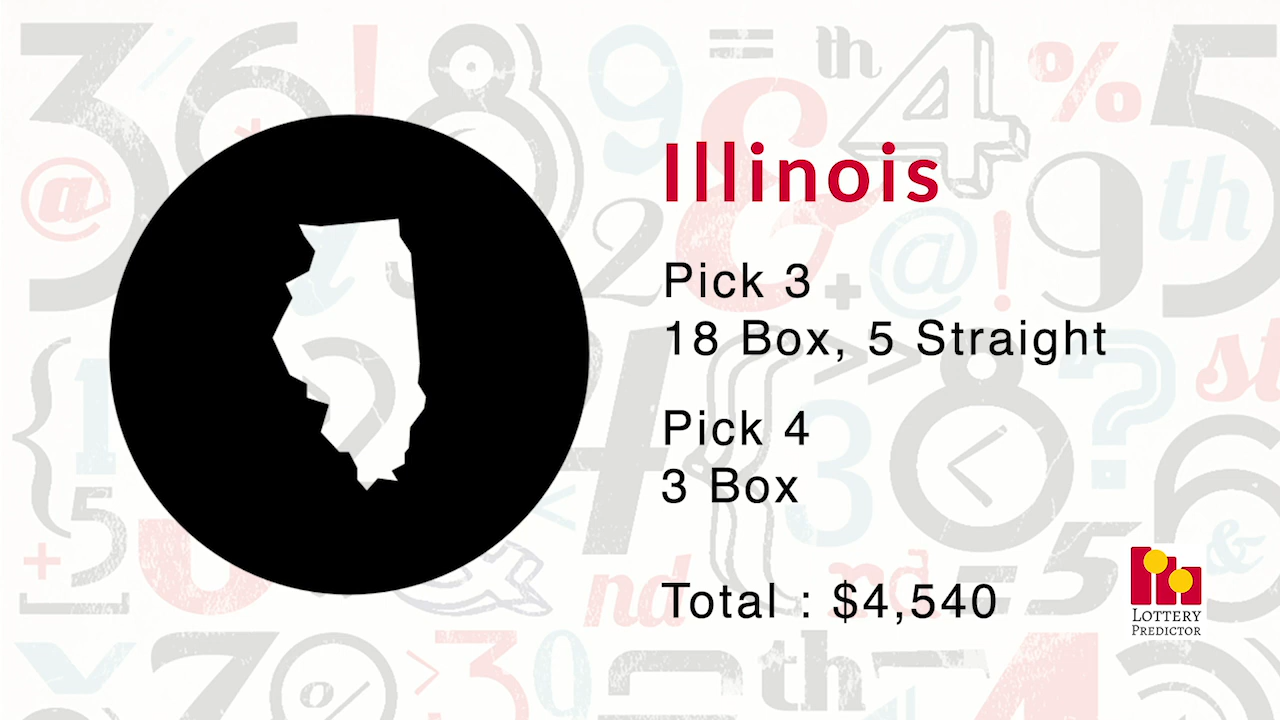 Illinois
Pick 3
18 Box, 5 Straight
Pick 4
3 Box
Total : $4,540
LOTTERY
PREDICTOR